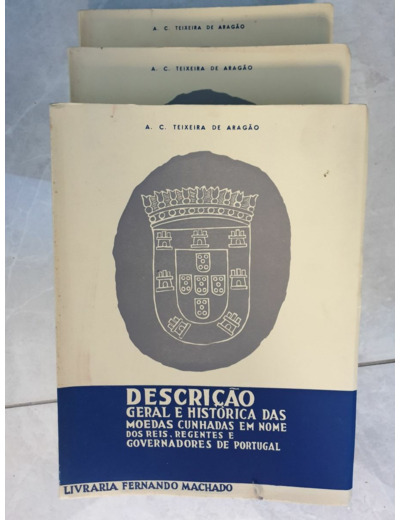 A. C. TEIXEIRA DE ARAGÃO
A. C. TEIXEIRA DE ARAGÃO
A. C. TEIXEIRA DE ARAGÃO
DESCRIÇÃO
GERAL E HISTÓRICA DAS
MOEDAS CUNHADAS EM NOME
DOS REIS, REGENTES E
GOVERNADORES DE PORTUGAL
LIVRARIA FERNANDO MACHADO